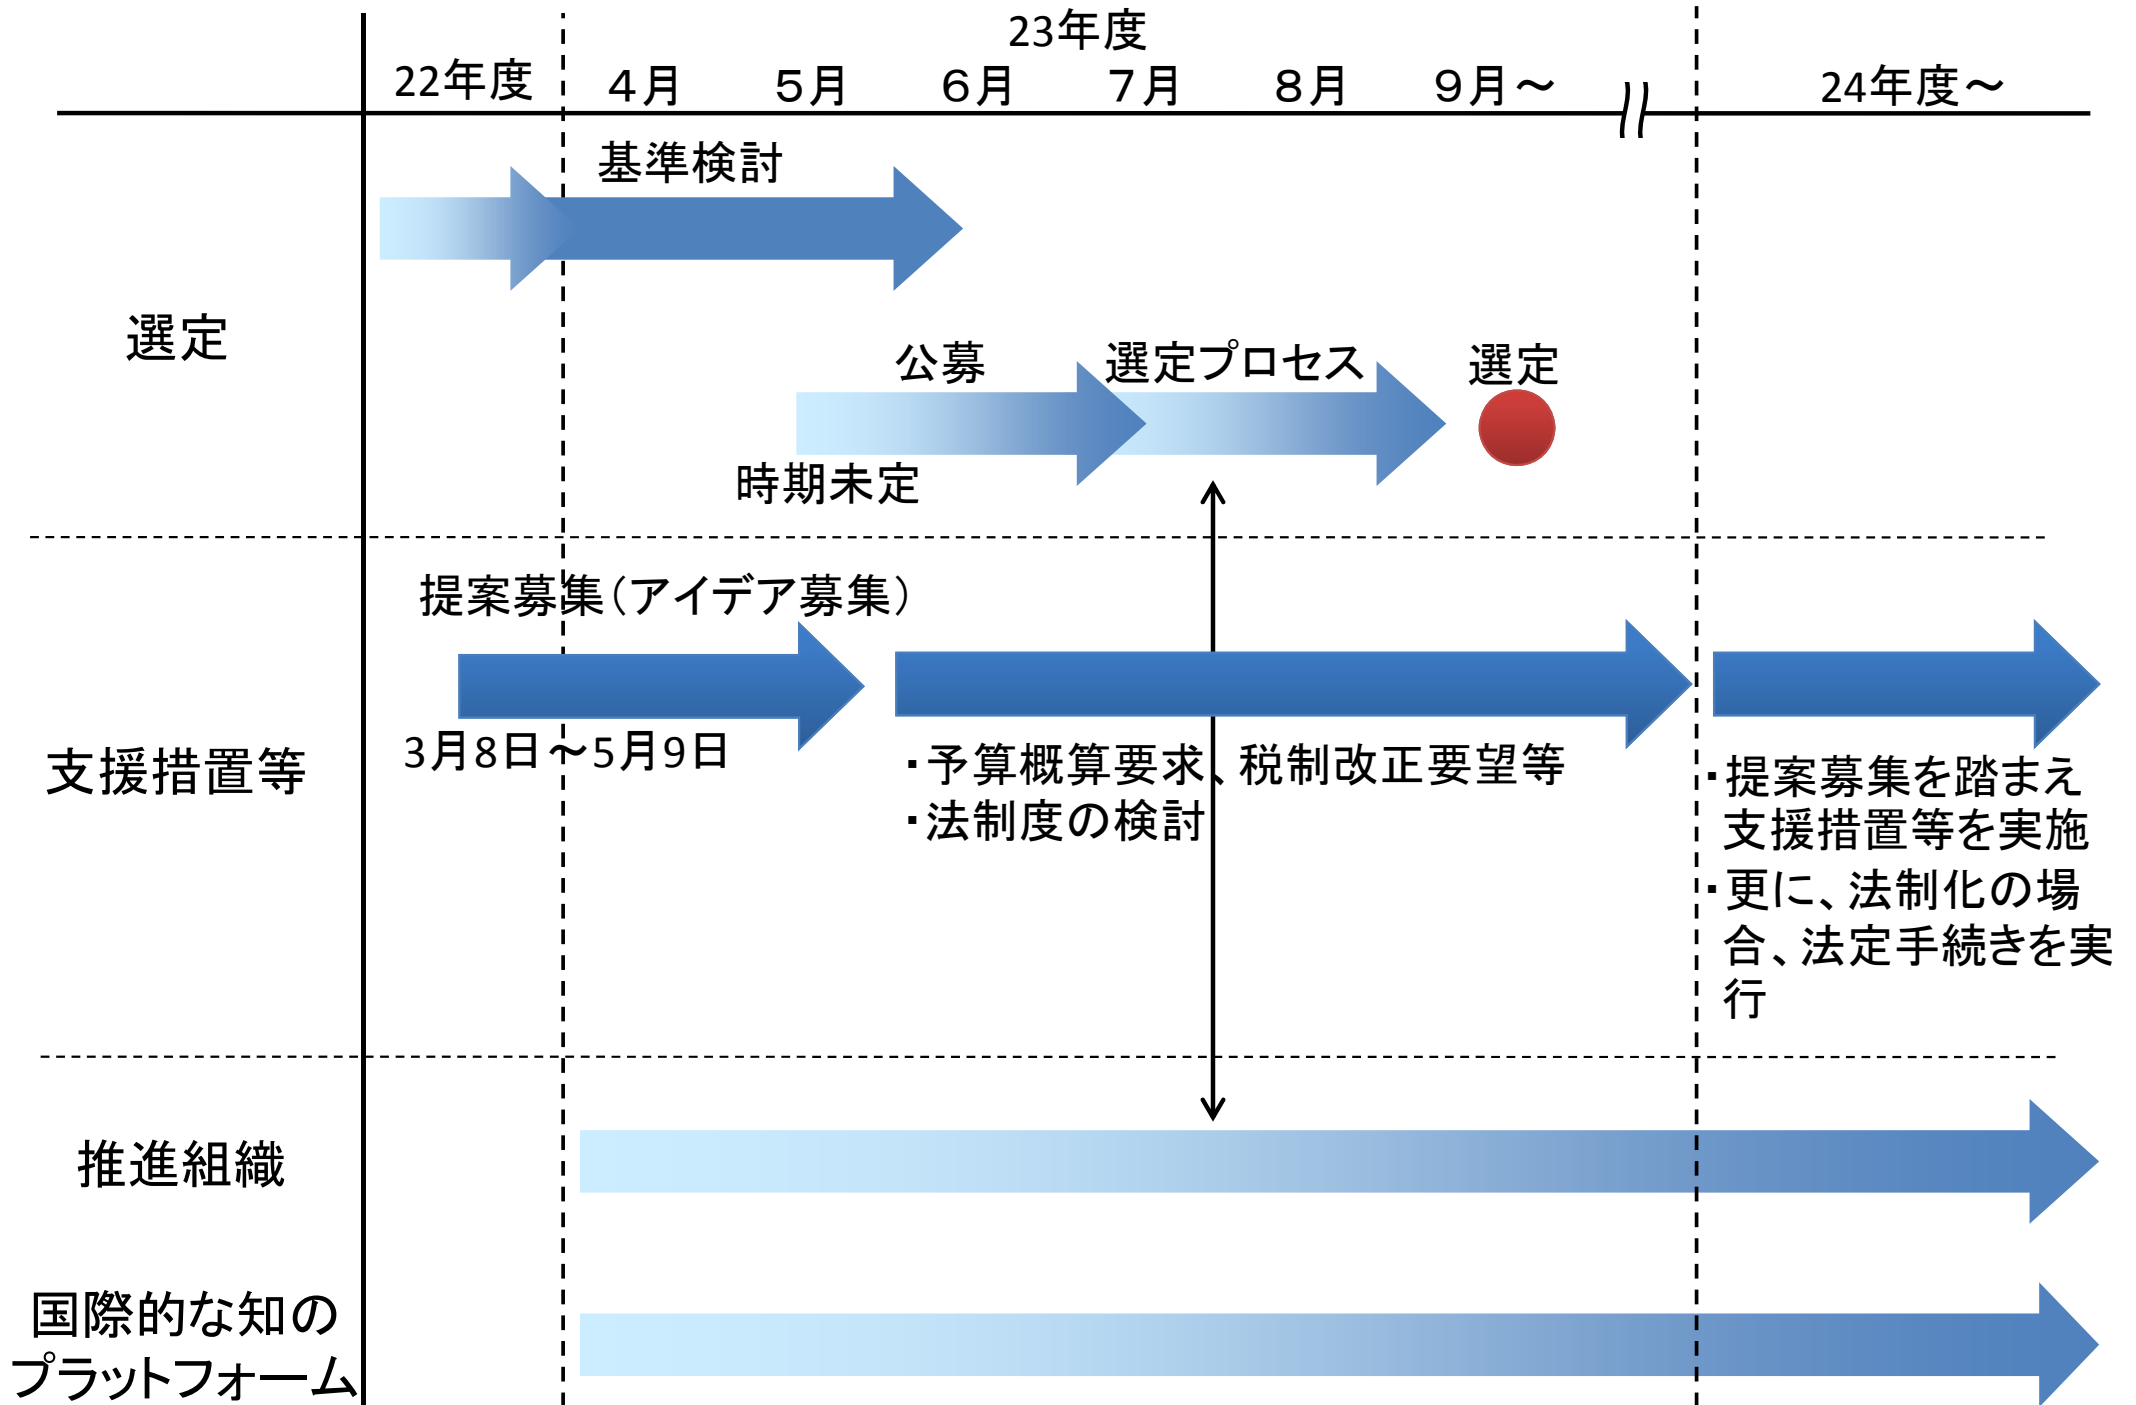 23年度
22年度
４月
５月
６月
７月
８月
９月～
24年度～
基準検討
選定
公募
選定プロセス
選定
時期未定
提案募集（アイデア募集）
支援措置等
3月8日～5月9日
・予算概算要求、税制改正要望等
・法制度の検討
・提案募集を踏まえ
支援措置等を実施
・更に、法制化の場
合、法定手続きを実
行
推進組織
国際的な知の
プラットフォーム